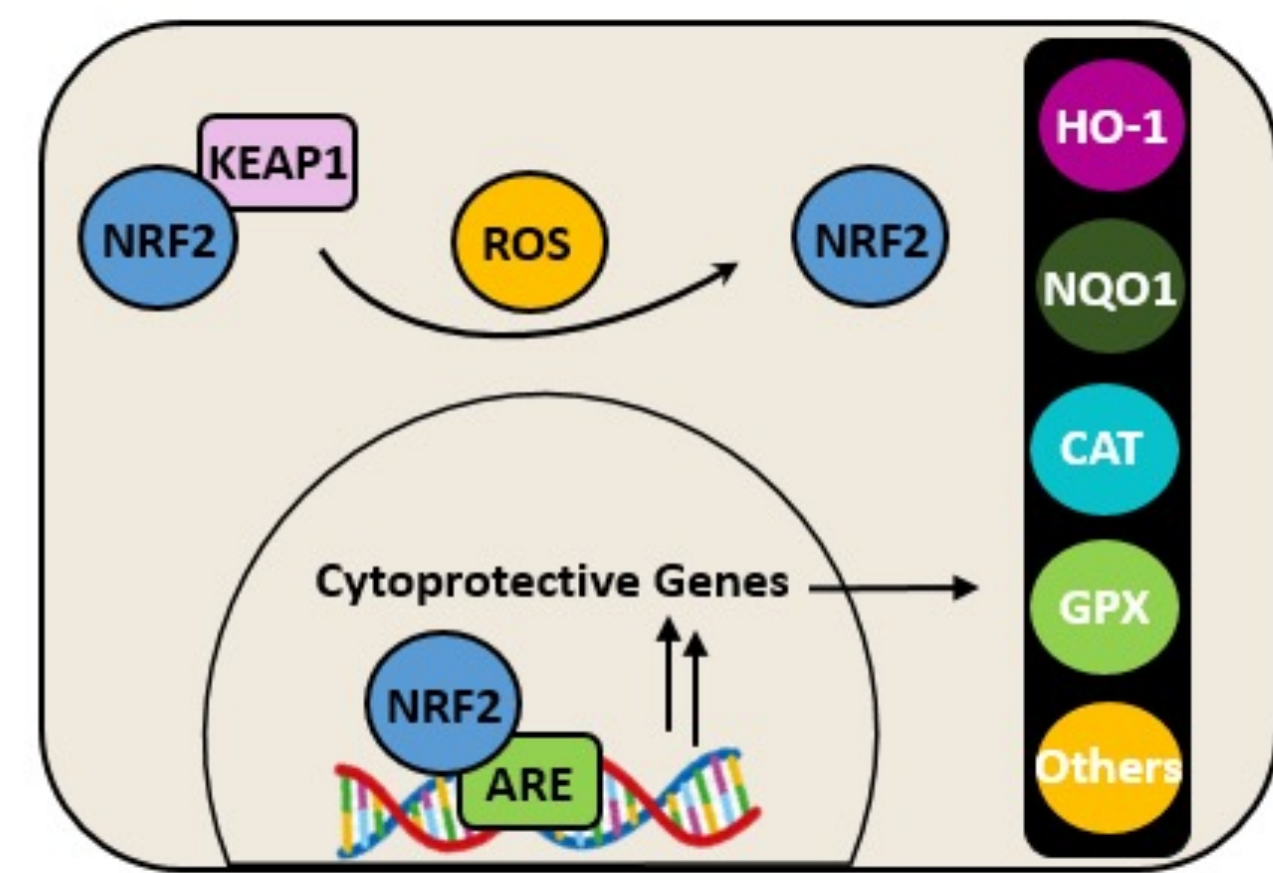 KEAP1
NRF2
ROS
NRF2
Cytoprotective Genes
NRF2
ARE
HO-1
NQO1
CAT
GPX
Others